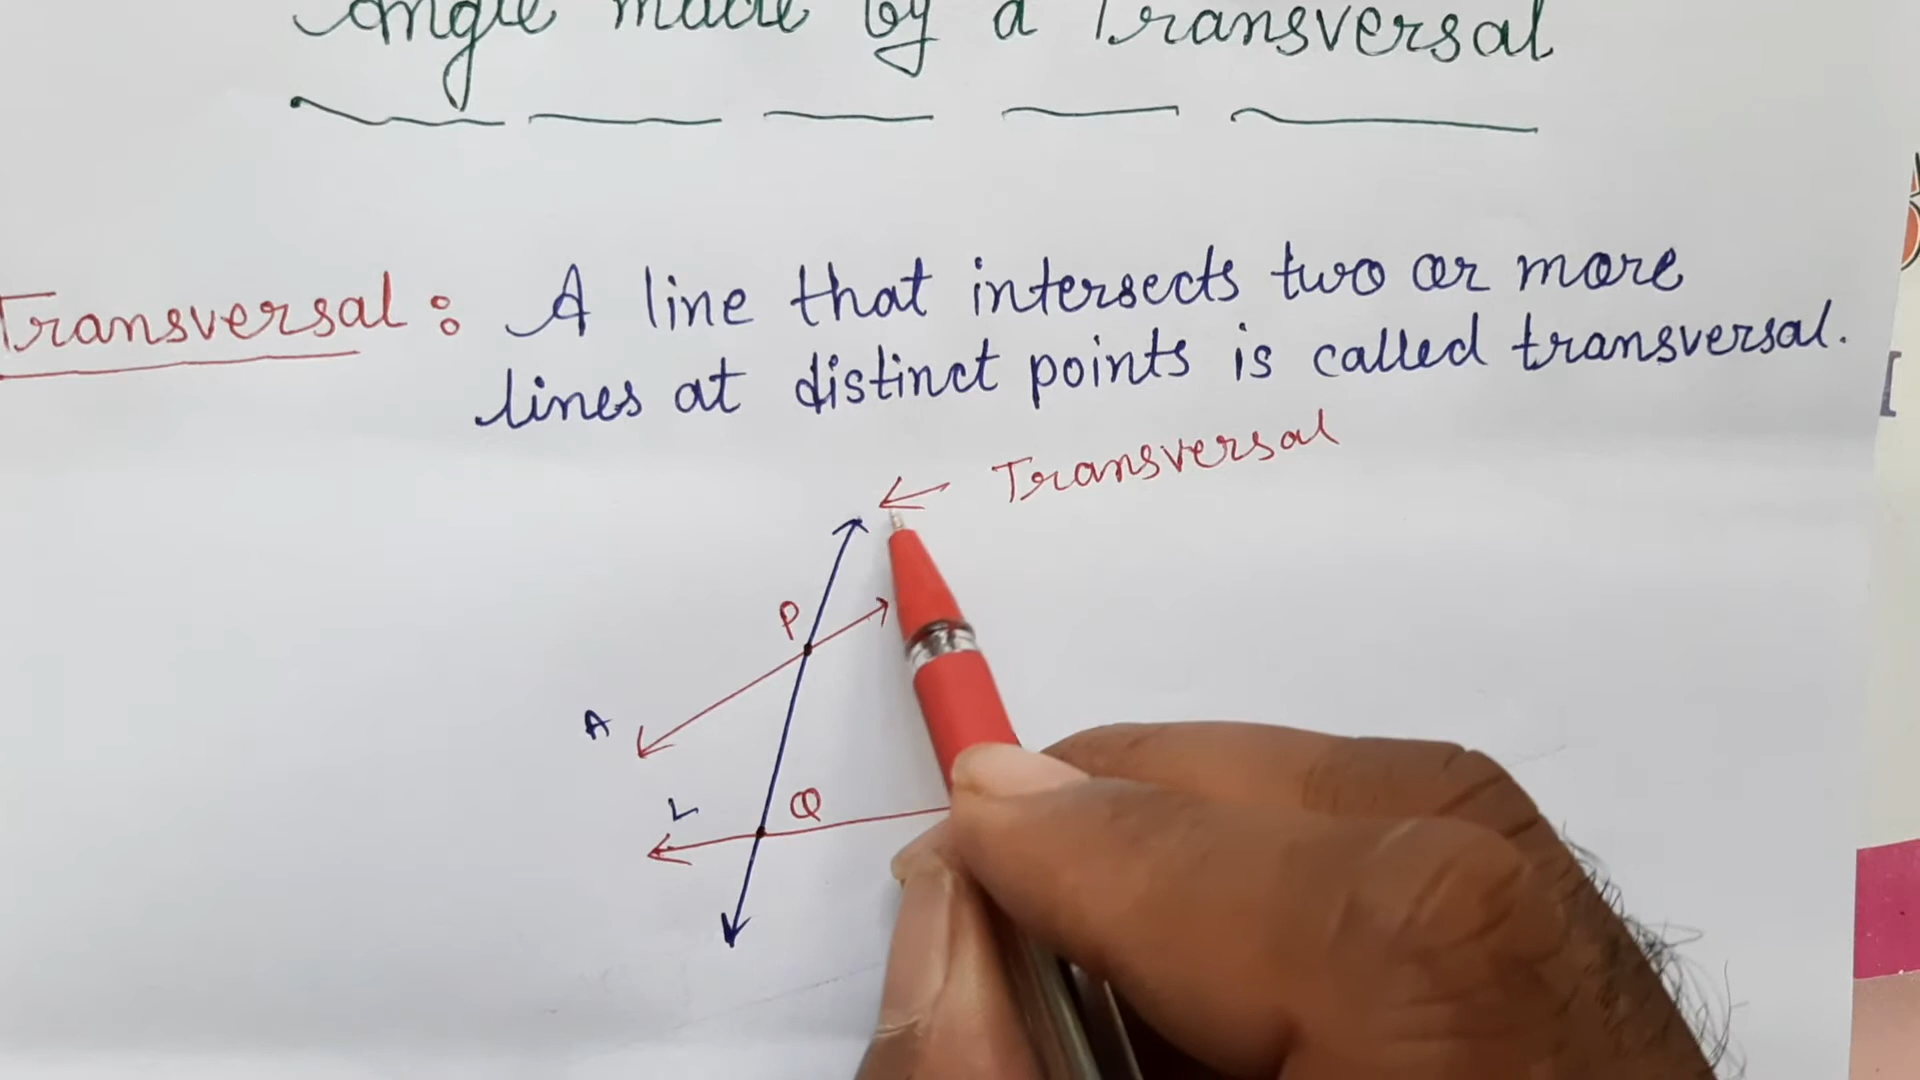 Angle made by a Transversal
Transversal : A line that intersects two or more
lines at distinct points is called transversal.
Transversal
P
A
L
Q